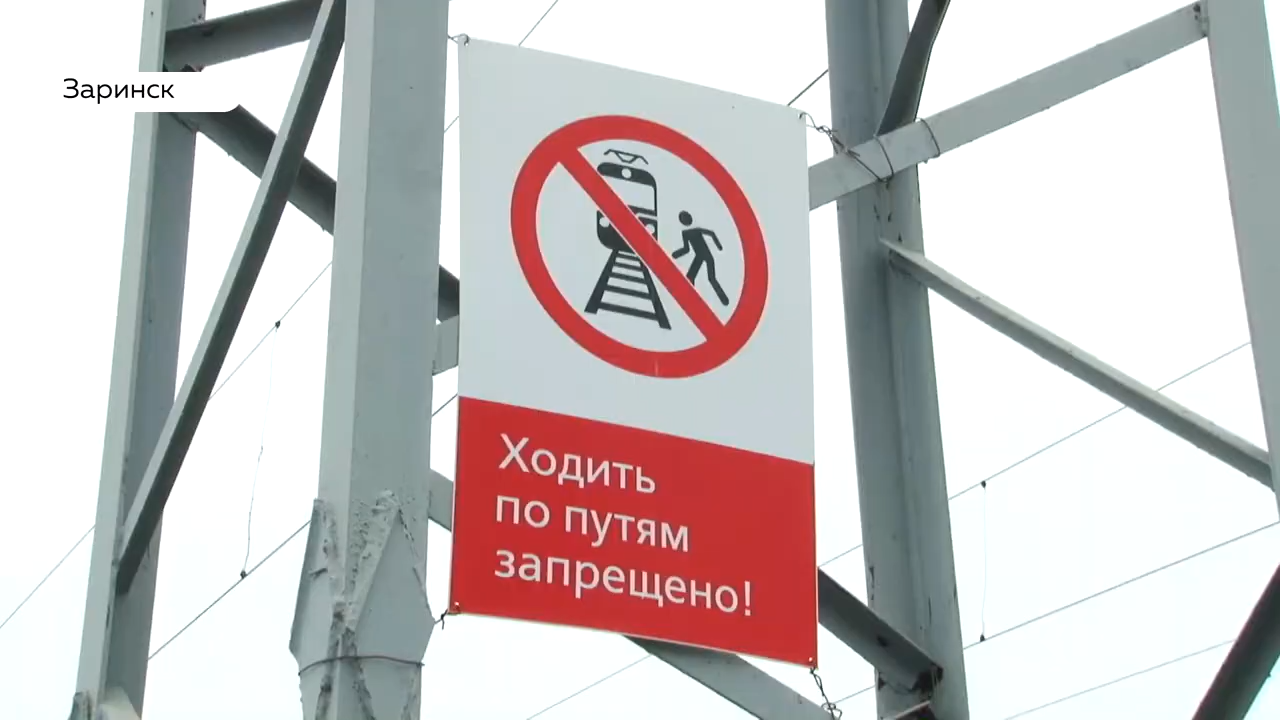 Заринск
Ходить
по путям
запрещено!